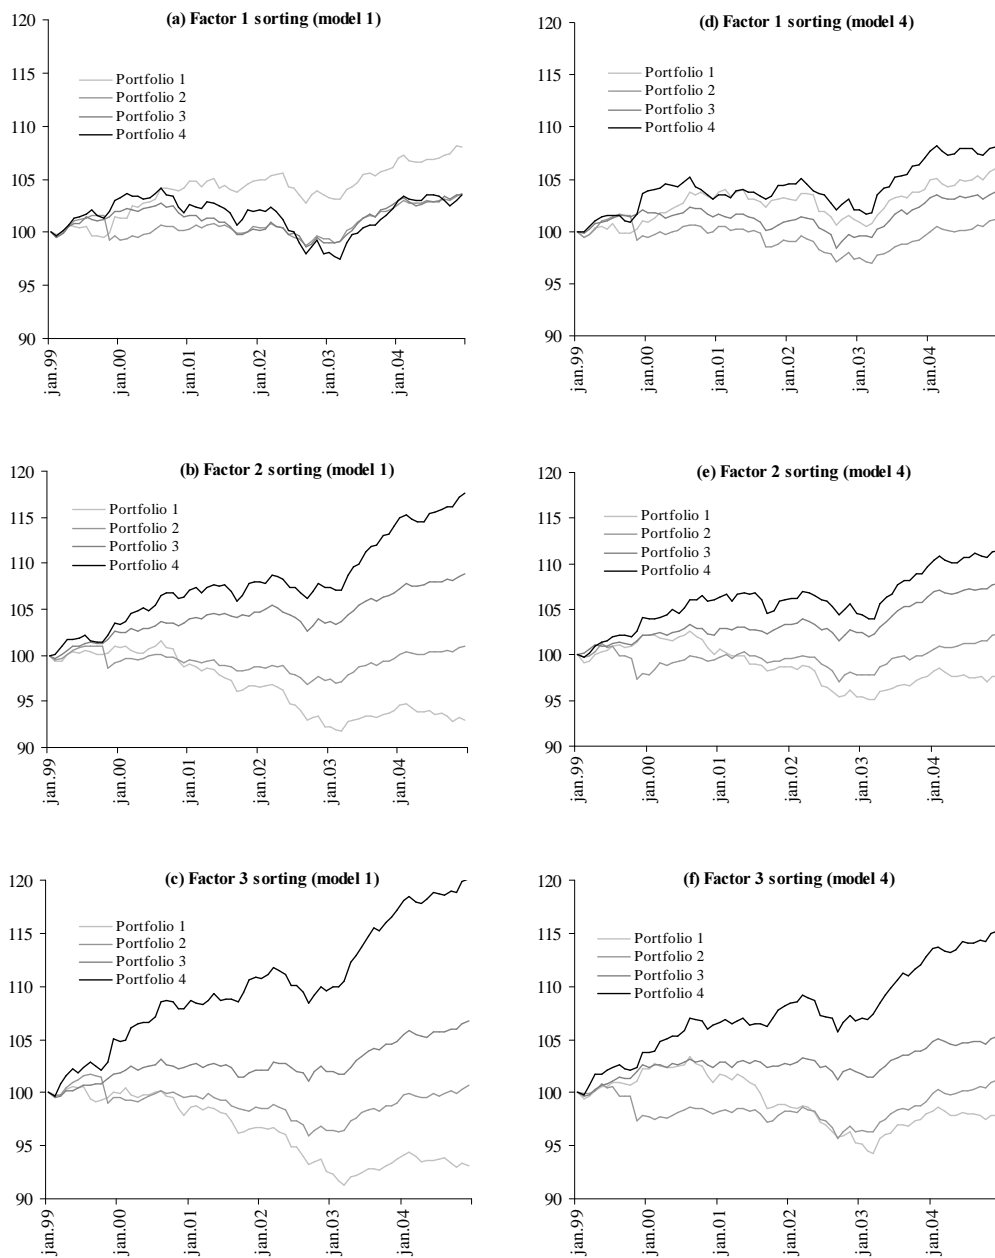 (a) Factor 1 sorting (model 1)
120
115
110
105
100
95
90
Portfolio 1
Portfolio 2
Portfolio 3
Portfolio 4
jan.99
jan.00
jan.01
jan.02
jan.03
jan.04
(d) Factor 1 sorting (model 4)
120
115
110
105
100
95
90
Portfolio 1
Portfolio 2
Portfolio 3
Portfolio 4
jan.99
jan.00
jan.01
jan.02
jan.03
jan.04
(b) Factor 2 sorting (model 1)
120
115
110
105
100
95
90
Portfolio 1
Portfolio 2
Portfolio 3
Portfolio 4
jan.99
jan.00
jan.01
jan.02
jan.03
jan.04
(e) Factor 2 sorting (model 4)
120
115
110
105
100
95
90
Portfolio 1
Portfolio 2
Portfolio 3
Portfolio 4
jan.99
jan.00
jan.01
jan.02
jan.03
jan.04
(c) Factor 3 sorting (model 1)
120
115
110
105
100
95
90
Portfolio 1
Portfolio 2
Portfolio 3
Portfolio 4
jan.99
jan.00
jan.01
jan.02
jan.03
jan.04
(f) Factor 3 sorting (model 4)
120
115
110
105
100
95
90
Portfolio 1
Portfolio 2
Portfolio 3
Portfolio 4
jan.99
jan.00
jan.01
jan.02
jan.03
jan.04